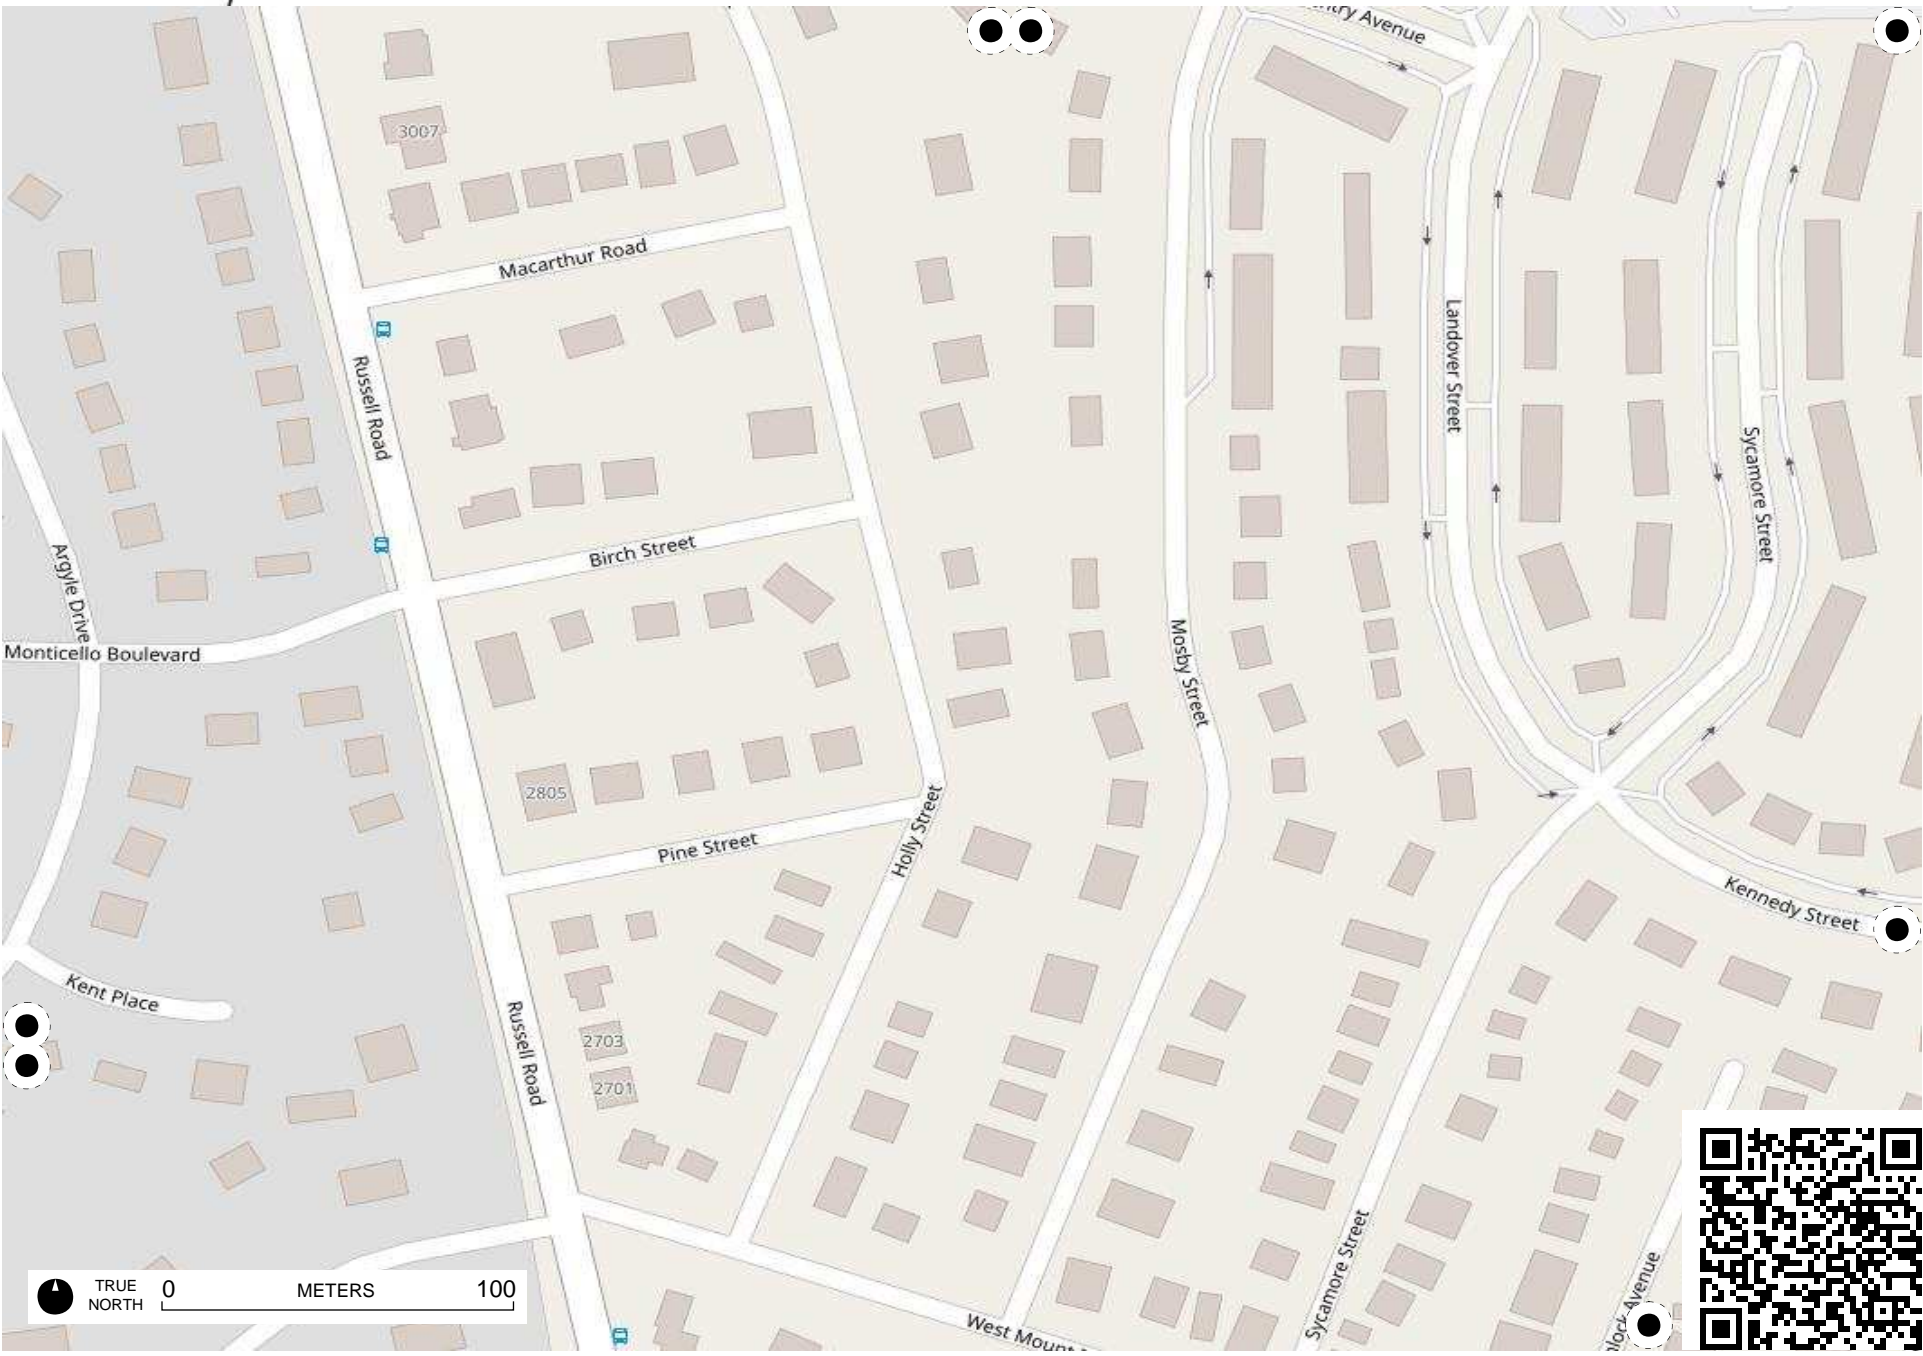 Avenue
3007
Macarthur Road
Landover Street
Russell Road
Sycamore Street
Birch Street
Argyle Drive
Monticello Boulevard
Mosby Street
2805
Pine Street
Holly Street
Kennedy Street
Kent Place
Russell Road
2703
2701
Sycamore Street
Avenue
West Mount
TRUE
NORTH
0
METERS
100